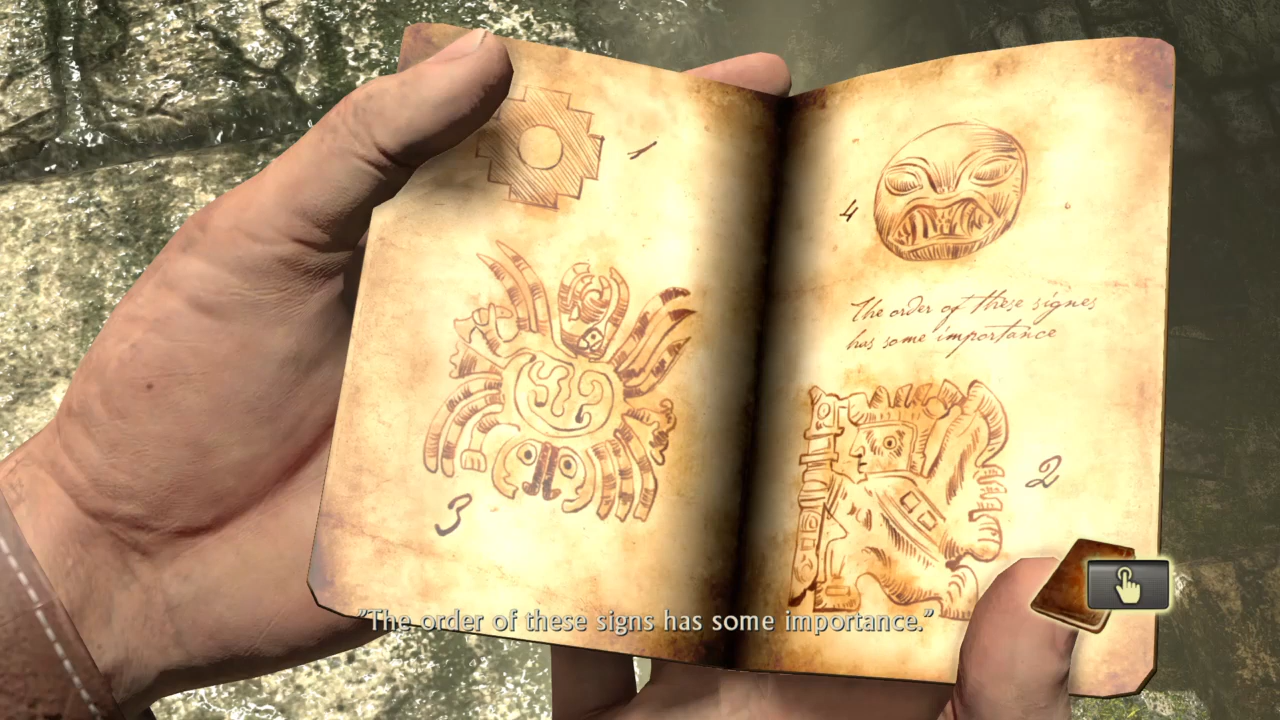 1
3
4
The order of these signes
has some importance
2
"The order of these signs has some importance."